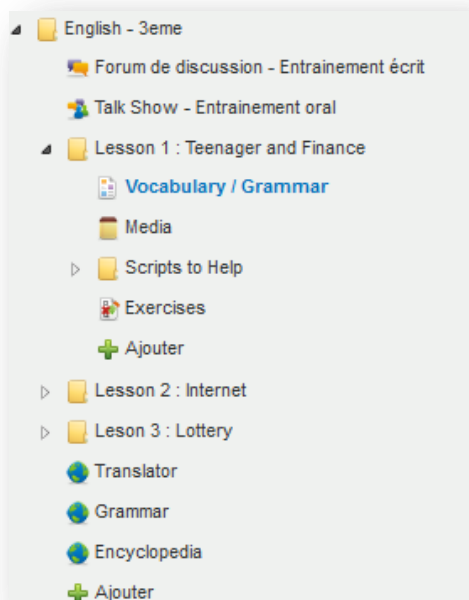 English - 3eme
Forum de discussion - Entrainement écrit
Talk Show - Entrainement oral
Lesson 1 : Teenager and Finance
Vocabulary / Grammar
Media
Scripts to Help
Exercises
Ajouter
Lesson 2 : Internet
Leson 3 : Lottery
Translator
Grammar
Encyclopedia
Ajouter